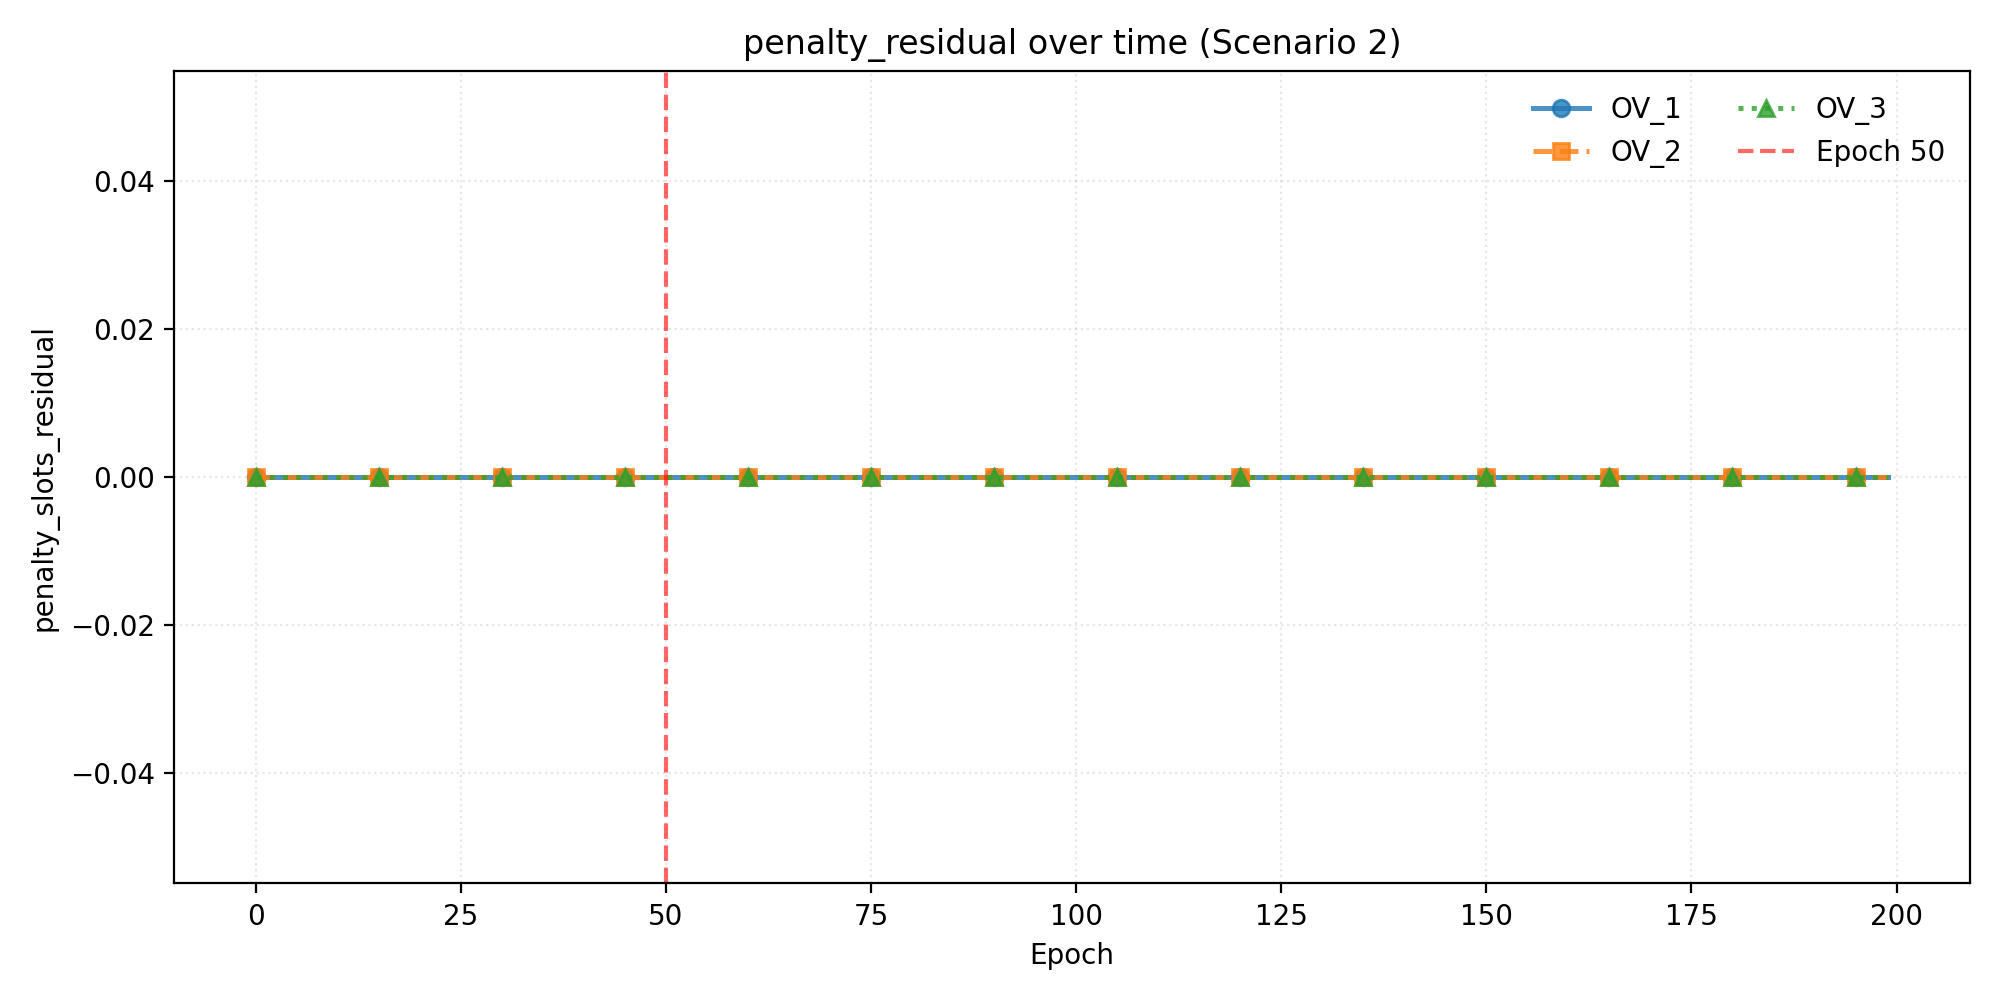 penalty_residual over time (Scenario 2)
OV_1
OV_2
OV_3
Epoch 50
penalty_slots_residual
0.04
0.02
0.00
−0.02
−0.04
0 25 50 75 100 125 150 175 200
Epoch